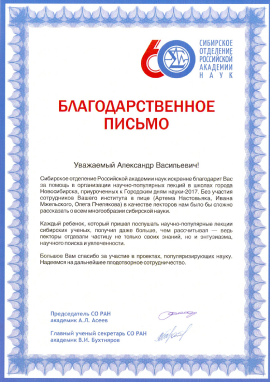 60
СИБИРСКОЕ
ОТДЕЛЕНИЕ
РОССИЙСКОЙ
АКАДЕМИИ
НАУК
БЛАГОДАРСТВЕННОЕ
ПИСЬМО
Уважаемый Александр Васильевич!
Сибирское отделение Российской академии наук искренне благодарит Вас
за помощь в организации научно-популярных лекций в школах города
Новосибирска, приуроченных к Городским дням науки-2017. Без участия
сотрудников Вашего института в лице (Артема Настовьяка, Ивана
Мжельского, Олега Пчелякова) в качестве лекторов нам было бы сложно
рассказать о всем многообразии сибирской науки.
Каждый ребенок, который пришел послушать научно-популярные лекции
сибирских ученых, получил даже больше, чем рассчитывал — ведь
лекторы отдавали частичку не только своих знаний, но и энтузиазма,
научного поиска и увлеченности.
Большое Вам спасибо за участие в проектах, популяризирующих науку.
Надеемся на дальнейшее плодотворное сотрудничество.
Председатель СО РАН
академик А.Л. Асеев
Главный ученый секретарь СО РАН
академик В.И. Бухтияров